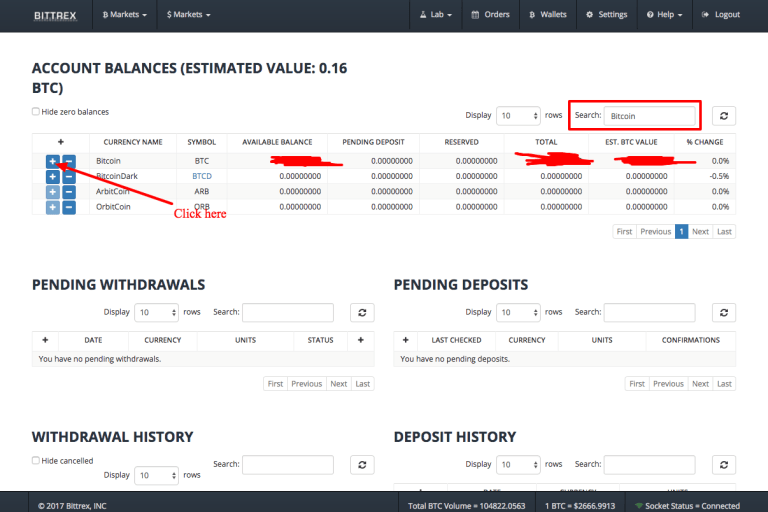 BITTREX ฿ Markets $ Markets Lab Orders ฿ Wallets Settings Help Logout
ACCOUNT BALANCES (ESTIMATED VALUE: 0.16
BTC)
Hide zero balances
Display 10 rows Search: Bitcoin
+ CURRENCY NAME SYMBOL AVAILABLE BALANCE PENDING DEPOSIT RESERVED TOTAL EST. BTC VALUE % CHANGE
+ − Bitcoin BTC 0.00000000 0.00000000 0.0%
+ − BitcoinDark BTCD 0.00000000 0.00000000 0.00000000 0.00000000 0.00000000 -0.5%
+ − ArbitCoin ARB 0.00000000 0.00000000 0.00000000 0.00000000 0.00000000 0.0%
+ − OrbitCoin ORB 0.00000000 0.00000000 0.00000000 0.00000000 0.00000000 0.0%
Click here
First Previous 1 Next Last
PENDING WITHDRAWALS
Display 10 rows Search:
+ DATE CURRENCY UNITS STATUS +
You have no pending withdrawals.
First Previous Next Last
PENDING DEPOSITS
Display 10 rows Search:
+ LAST CHECKED CURRENCY UNITS CONFIRMATIONS
You have no pending deposits.
First Previous Next Last
WITHDRAWAL HISTORY
Hide cancelled
Display 10 rows Search:
DEPOSIT HISTORY
Display 10 rows Search:
+ DATE CURRENCY UNITS
© 2017 Bittrex, INC Total BTC Volume = 104822.0563 1 BTC = $2666.9913 Socket Status = Connected